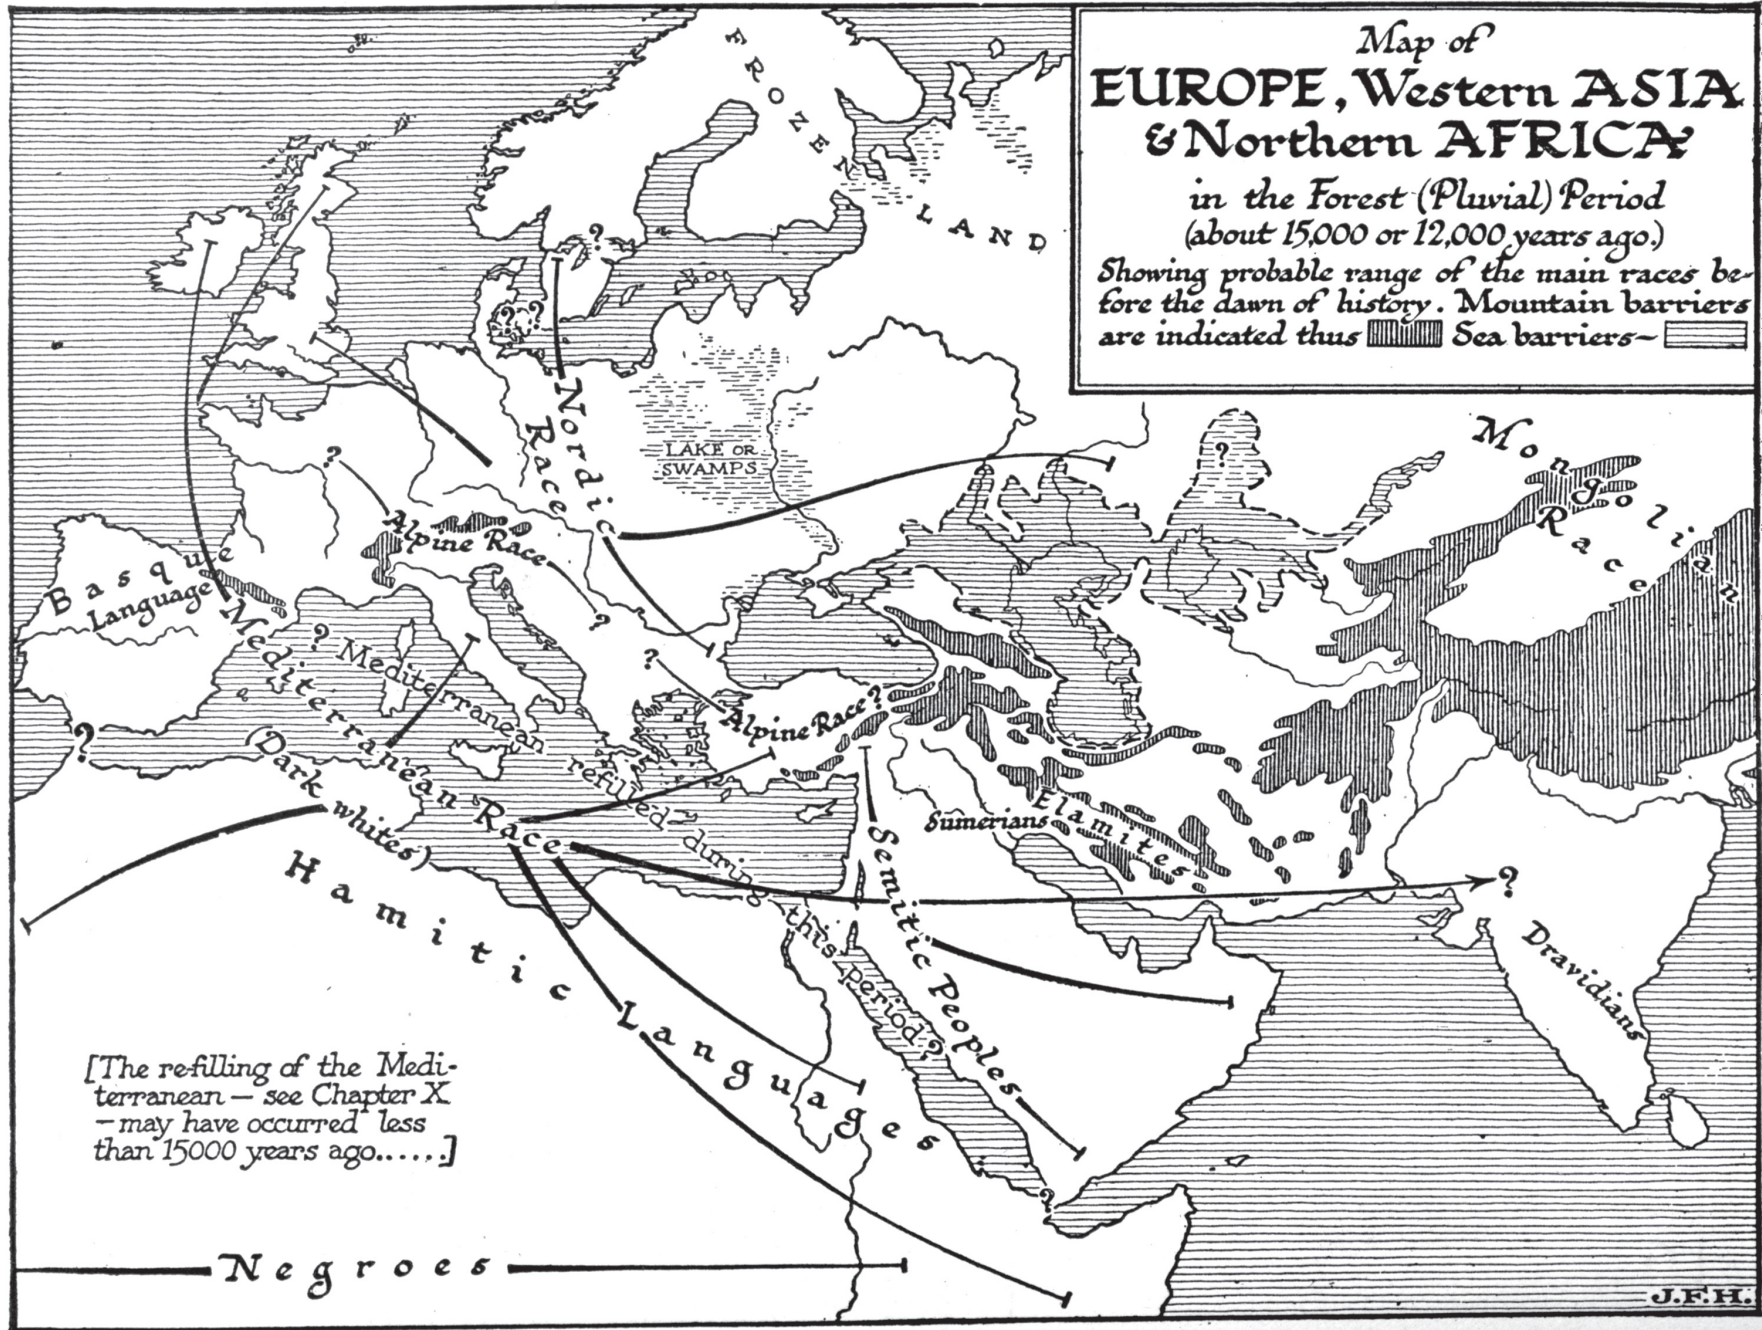 Map of
EUROPE, Western ASIA
& Northern AFRICA
in the Forest (Pluvial) Period
(about 15,000 or 12,000 years ago.)
Showing probable range of the main races be-
fore the dawn of history. Mountain barriers
are indicated thus
Sea barriers~
FROZEN LAND
?
? ?
Nordic
Race
LAKE OR
SWAMPS
?
Mongolian
Race
?
Alpine Race
?
Basque
Language
?
Mediterranean Race
(Dark whites)
?
Mediterranean refilled during this period?
?
Alpine Race?
Sumerians
Elamites
Semitic Peoples
?
Dravidians
Hamitic Languages
[The re-filling of the Medi-
terranean — see Chapter X
— may have occurred less
than 15000 years ago......]
?
Negroes
J.F.H.